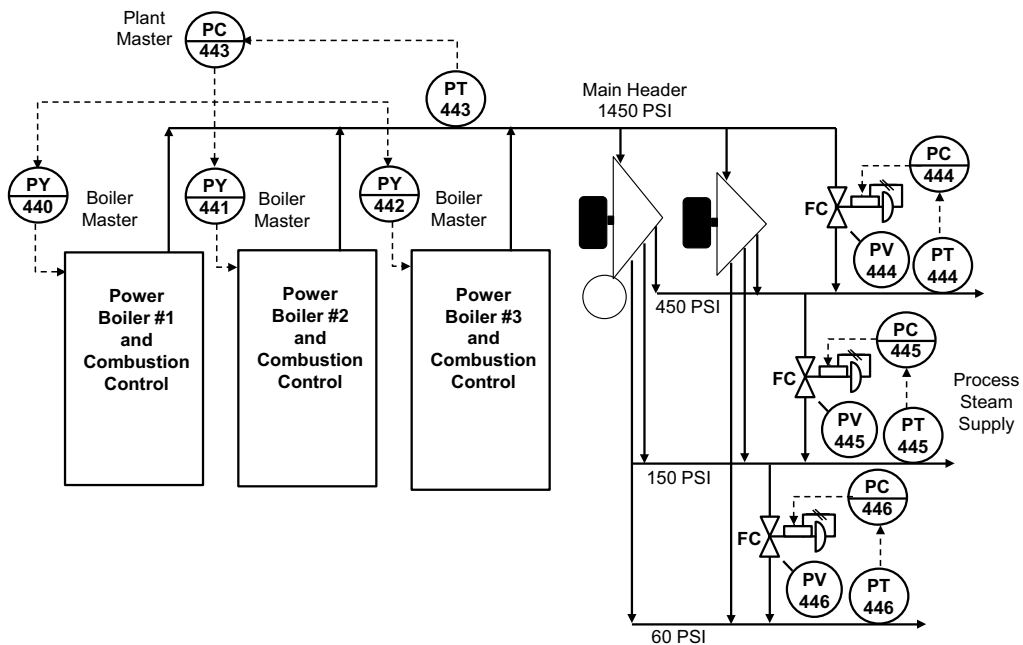 Plant
Master
PC
443
PT
443
Main Header
1450 PSI
PY
440
Boiler
Master
PY
441
Boiler
Master
PY
442
Boiler
Master
PC
444
FC
PV
444
PT
444
Power
Boiler #1
and
Combustion
Control
Power
Boiler #2
and
Combustion
Control
Power
Boiler #3
and
Combustion
Control
450 PSI
PC
445
FC
PV
445
PT
445
Process
Steam
Supply
150 PSI
PC
446
FC
PV
446
PT
446
60 PSI